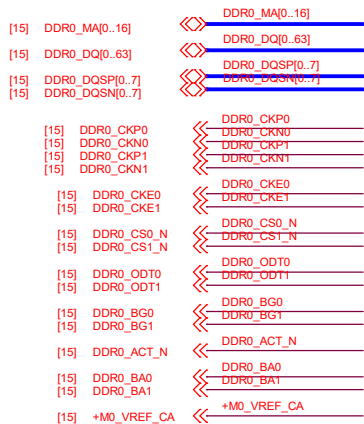 [15] DDR0_MA[0..16] DDR0_MA[0..16]
[15] DDR0_DQ[0..63] DDR0_DQ[0..63]
[15] DDR0_DQSP[0..7] DDR0_DQSP[0..7]
[15] DDR0_DQSN[0..7] DDR0_DQSN[0..7]
[15] DDR0_CKP0 DDR0_CKP0
[15] DDR0_CKN0 DDR0_CKN0
[15] DDR0_CKP1 DDR0_CKP1
[15] DDR0_CKN1 DDR0_CKN1
[15] DDR0_CKE0 DDR0_CKE0
[15] DDR0_CKE1 DDR0_CKE1
[15] DDR0_CS0_N DDR0_CS0_N
[15] DDR0_CS1_N DDR0_CS1_N
[15] DDR0_ODT0 DDR0_ODT0
[15] DDR0_ODT1 DDR0_ODT1
[15] DDR0_BG0 DDR0_BG0
[15] DDR0_BG1 DDR0_BG1
[15] DDR0_ACT_N DDR0_ACT_N
[15] DDR0_BA0 DDR0_BA0
[15] DDR0_BA1 DDR0_BA1
[15] +M0_VREF_CA +M0_VREF_CA